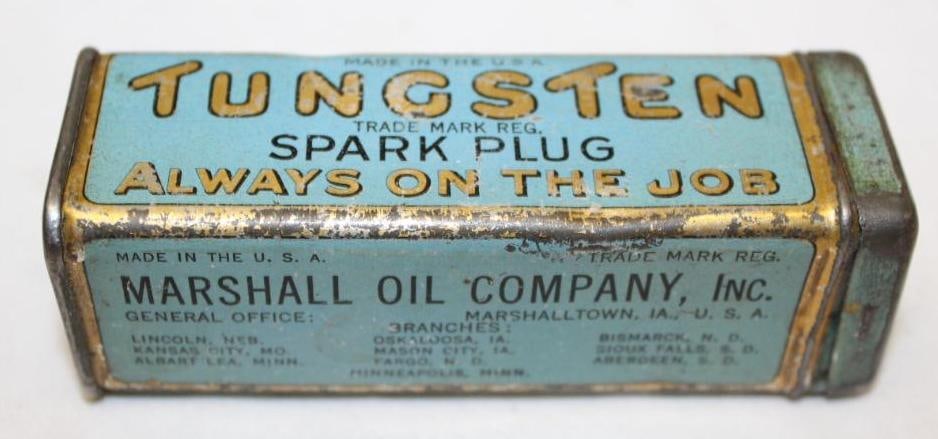 MADE IN THE U.S.A.
TUNGSTEN
TRADE MARK REG.
SPARK PLUG
ALWAYS ON THE JOB
MADE IN THE U. S. A. TRADE MARK REG.
MARSHALL OIL COMPANY, INC.
GENERAL OFFICE: MARSHALLTOWN, IA., U. S. A.
BRANCHES:
LINCOLN, NEB. OSKALOOSA, IA. BISMARCK, N. D.
KANSAS CITY, MO. MASON CITY, IA. SIOUX FALLS, S. D.
ALBART LEA, MINN. FARGO, N. D. ABERDEEN, S. D.
MINNEAPOLIS, MINN.